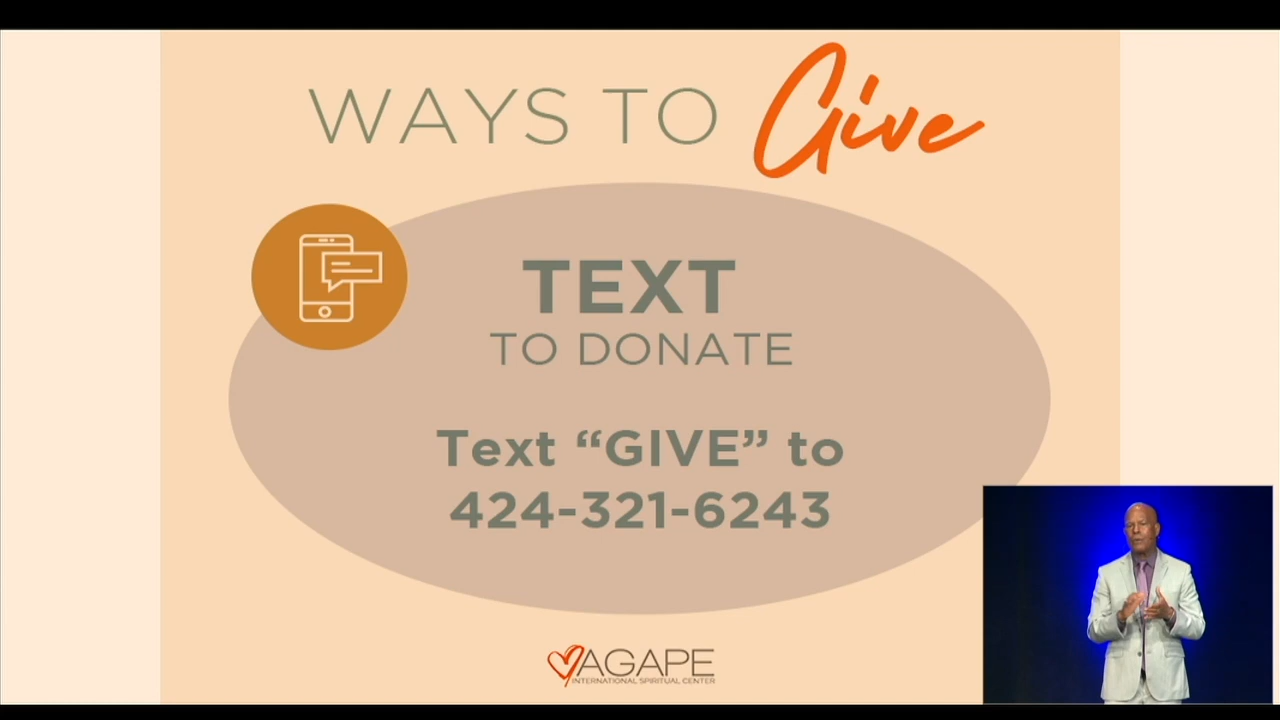 WAYS TO Give
TEXT
TO DONATE
Text “GIVE” to
424-321-6243
AGAPE
INTERNATIONAL SPIRITUAL CENTER